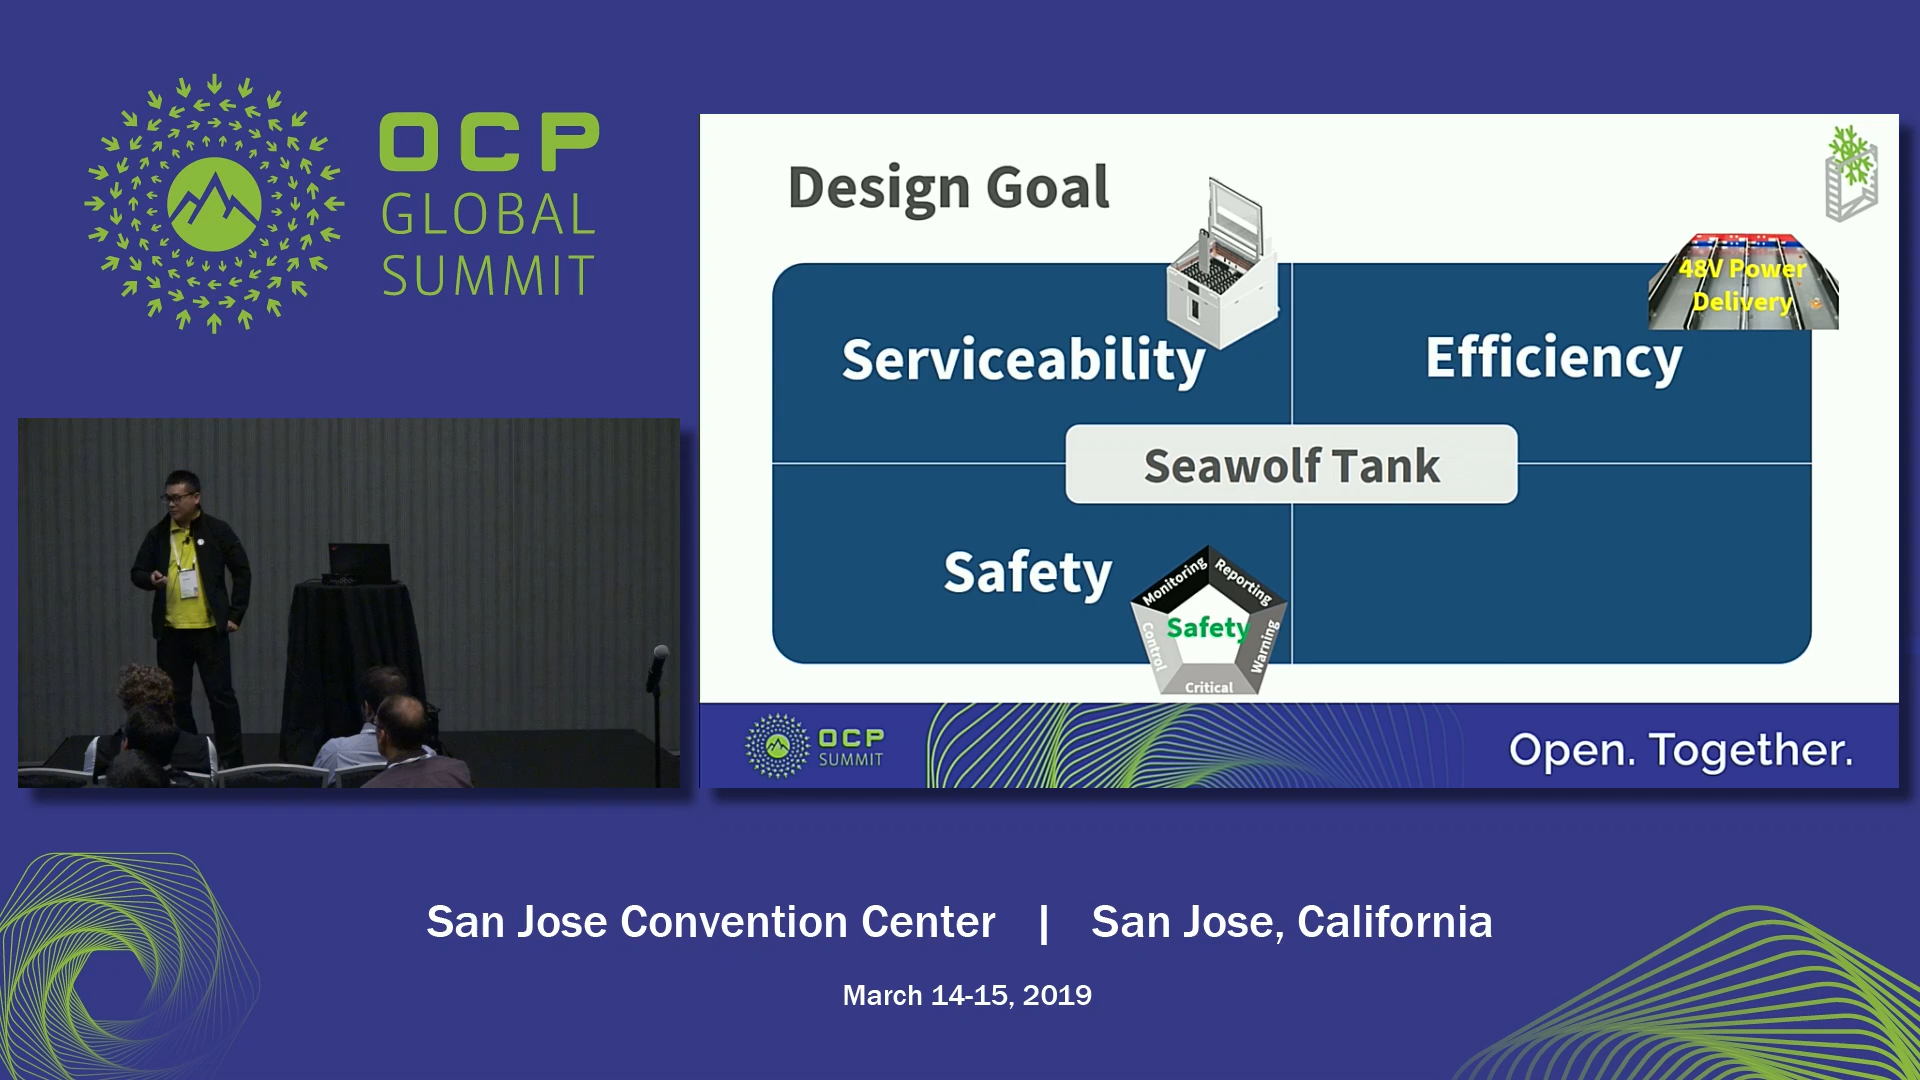 OCP
GLOBAL
SUMMIT
Design Goal
48V Power
Delivery
Serviceability
Efficiency
Seawolf Tank
Safety
Monitoring
Reporting
Safety
Control
Warning
Critical
OCP
SUMMIT
Open. Together.
San Jose Convention Center | San Jose, California
March 14-15, 2019